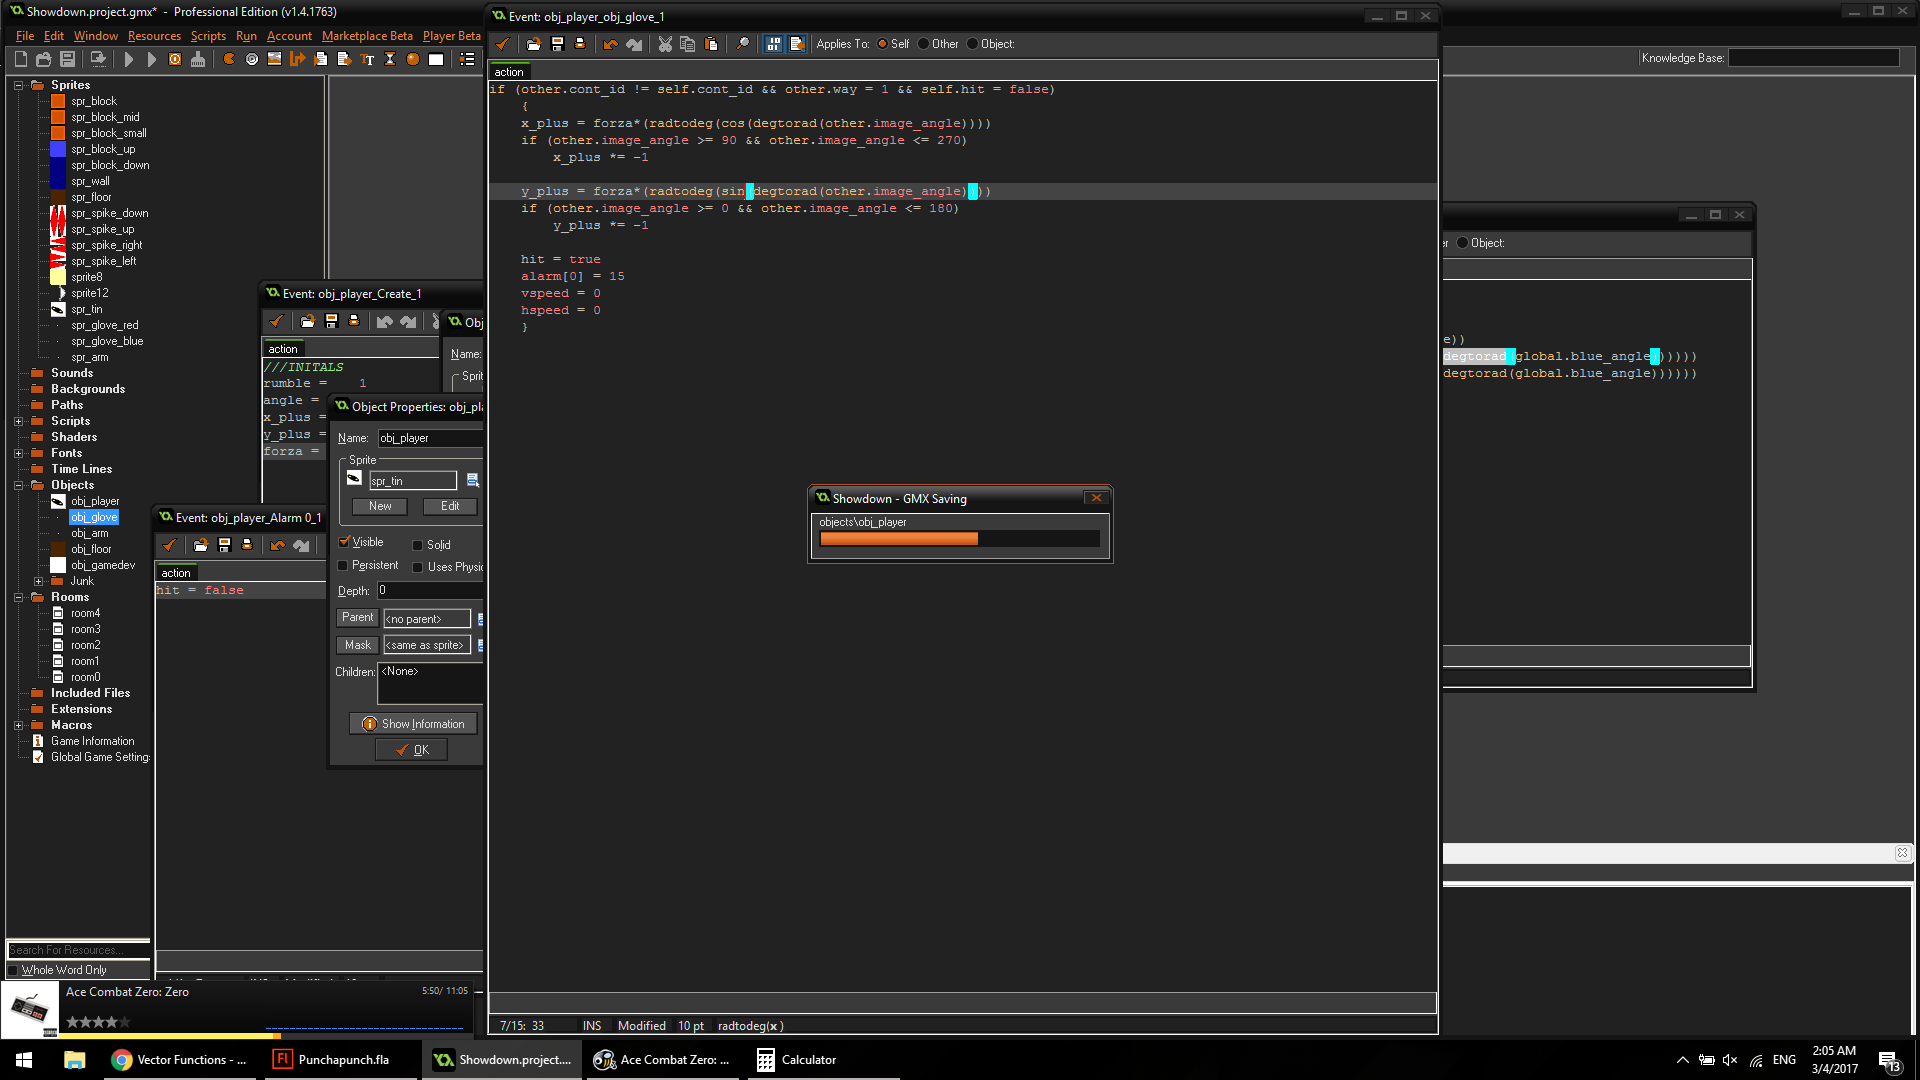 Showdown.project.gmx* - Professional Edition (v1.4.1763)
File Edit Window Resources Scripts Run Account Marketplace Beta Player Beta
Knowledge Base:
Sprites
spr_block
spr_block_mid
spr_block_small
spr_block_up
spr_block_down
spr_wall
spr_floor
spr_spike_down
spr_spike_up
spr_spike_right
spr_spike_left
sprite8
sprite12
spr_tin
spr_glove_red
spr_glove_blue
spr_arm
Sounds
Backgrounds
Paths
Scripts
Shaders
Fonts
Time Lines
Objects
obj_player
obj_glove
obj_arm
obj_floor
obj_gamedev
Junk
Rooms
room4
room3
room2
room1
room0
Included Files
Extensions
Macros
Game Information
Global Game Settings
Search For Resources...
Whole Word Only
Event: obj_player_Create_1
action
///INITALS
rumble = 1
angle =
x_plus =
y_plus =
forza =
Obj
Name:
Sprit
Object Properties: obj_pla
Name: obj_player
Sprite
spr_tin
New Edit
Visible Solid
Persistent Uses Physic
Depth: 0
Parent <no parent>
Mask <same as sprite>
Children: <None>
Show Information
OK
Event: obj_player_Alarm 0_1
action
hit = false
Event: obj_player_obj_glove_1
Applies To: Self Other Object:
action
if (other.cont_id != self.cont_id && other.way = 1 && self.hit = false)
{
x_plus = forza*(radtodeg(cos(degtorad(other.image_angle))))
if (other.image_angle >= 90 && other.image_angle <= 270)
x_plus *= -1
y_plus = forza*(radtodeg(sin(degtorad(other.image_angle))))
if (other.image_angle >= 0 && other.image_angle <= 180)
y_plus *= -1
hit = true
alarm[0] = 15
vspeed = 0
hspeed = 0
}
7/15: 33 INS Modified 10 pt radtodeg(x)
Showdown - GMX Saving
objects\obj_player
er Object:
e))
degtorad(global.blue_angle))))))
degtorad(global.blue_angle))))))
Ace Combat Zero: Zero 5:50/ 11:05
Vector Functions - ...
Punchapunch.fla
Showdown.project....
Ace Combat Zero: ...
Calculator
ENG
2:05 AM
3/4/2017
13